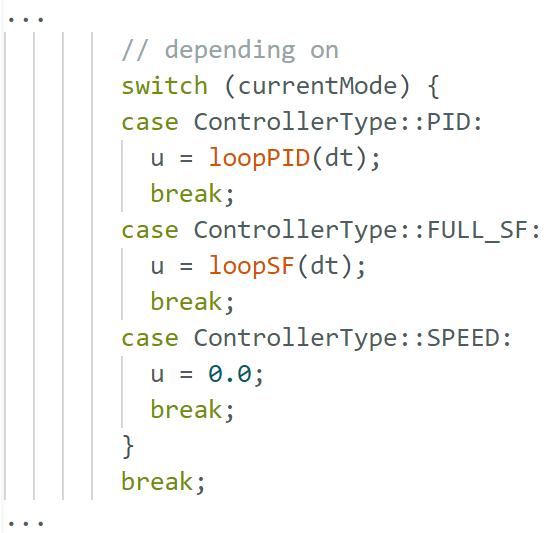 ...
// depending on
switch (currentMode) {
case ControllerType::PID:
u = loopPID(dt);
break;
case ControllerType::FULL_SF:
u = loopSF(dt);
break;
case ControllerType::SPEED:
u = 0.0;
break;
}
break;
...